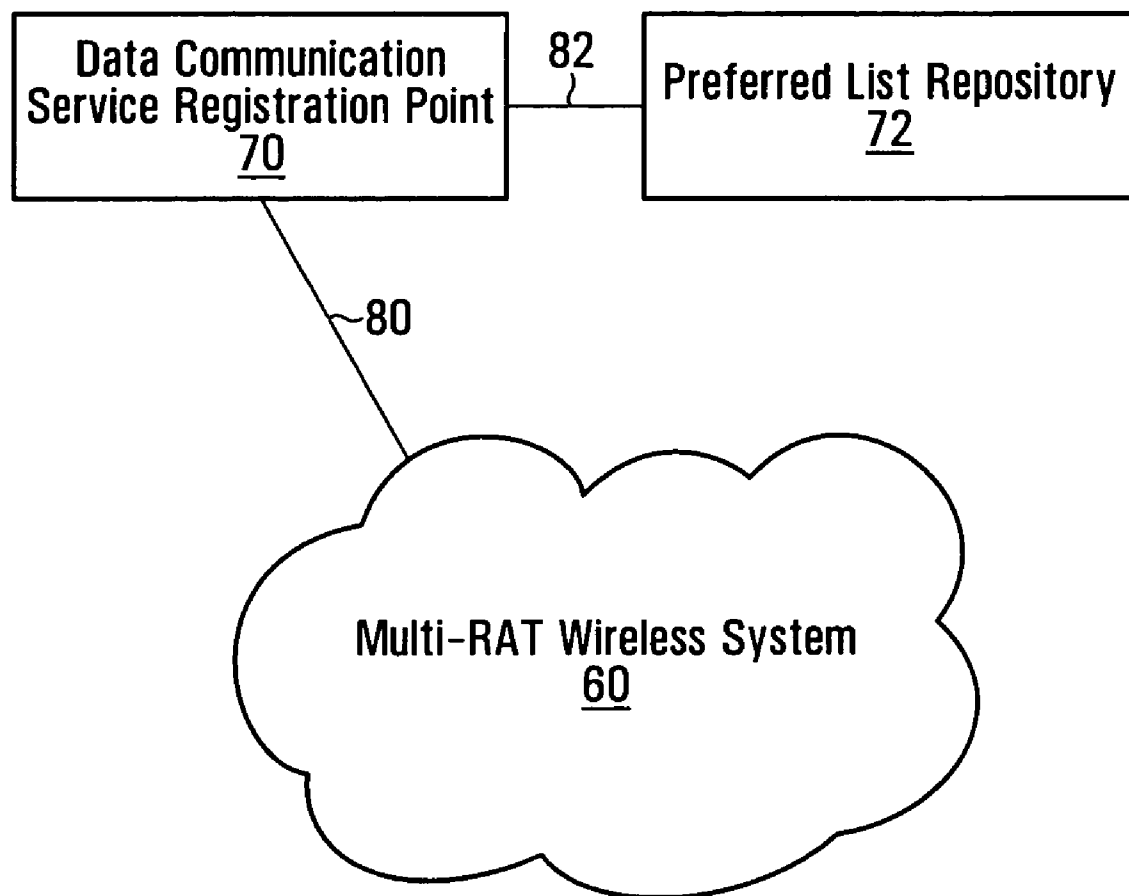 Data Communication
Service Registration Point
70
82
Preferred List Repository
72
80
Multi-RAT Wireless System
60